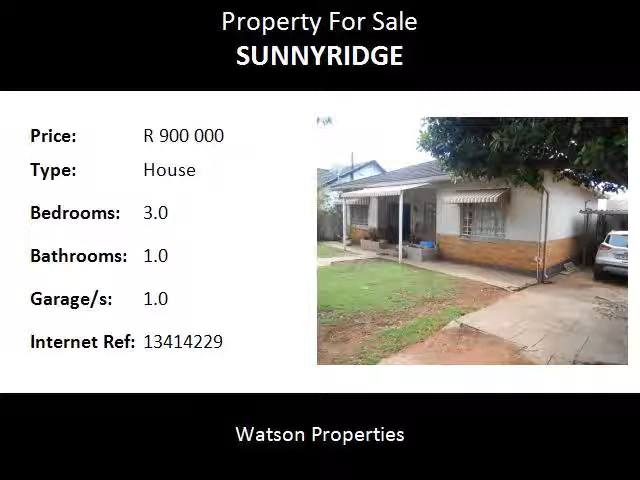 Property For Sale
SUNNYRIDGE
Price: R 900 000
Type: House
Bedrooms: 3.0
Bathrooms: 1.0
Garage/s: 1.0
Internet Ref: 13414229
Watson Properties